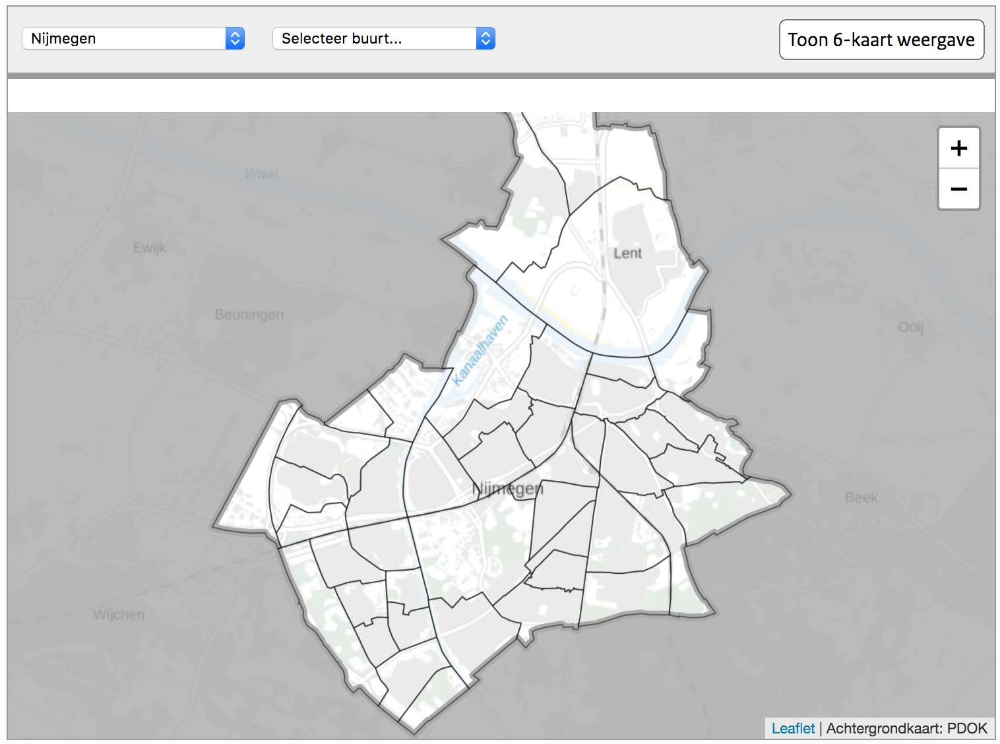 Nijmegen
Selecteer buurt...
Toon 6-kaart weergave
+
−
Waal
Ewijk
Lent
Beuningen
Kanaalhaven
Ooij
Nijmegen
Beek
Wijchen
Leaflet | Achtergrondkaart: PDOK